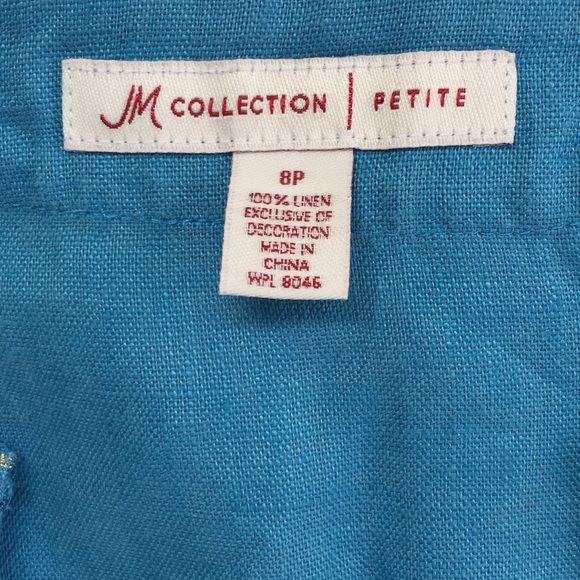 JM COLLECTION | PETITE
8P
100% LINEN
EXCLUSIVE OF
DECORATION
MADE IN
CHINA
WPL 8046